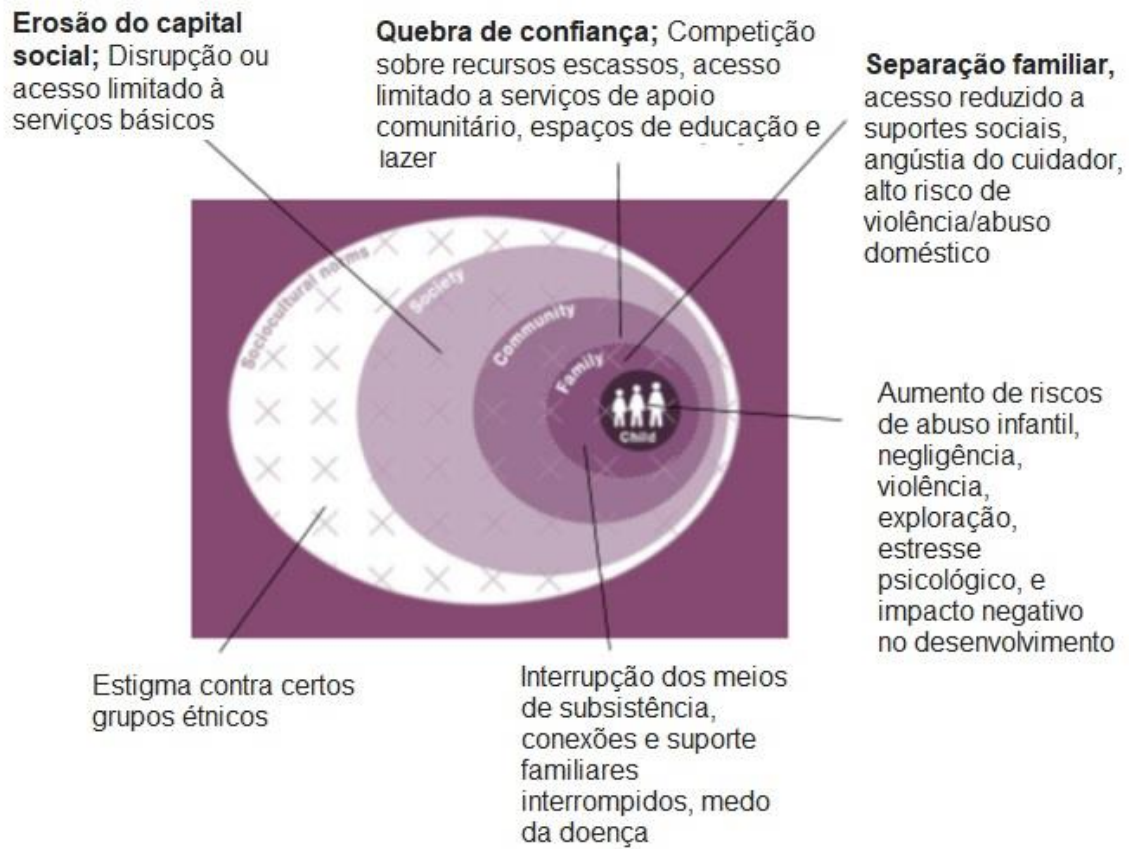 Erosão do capital
social; Disrupção ou
acesso limitado à
serviços básicos
Quebra de confiança; Competição
sobre recursos escassos, acesso
limitado a serviços de apoio
comunitário, espaços de educação e
lazer
Separação familiar,
acesso reduzido a
suportes sociais,
angústia do cuidador,
alto risco de
violência/abuso
doméstico
Sociocultural norms
Society
Community
Family
Child
Aumento de riscos
de abuso infantil,
negligência,
violência,
exploração,
estresse
psicológico, e
impacto negativo
no desenvolvimento
Estigma contra certos
grupos étnicos
Interrupção dos meios
de subsistência,
conexões e suporte
familiares
interrompidos, medo
da doença